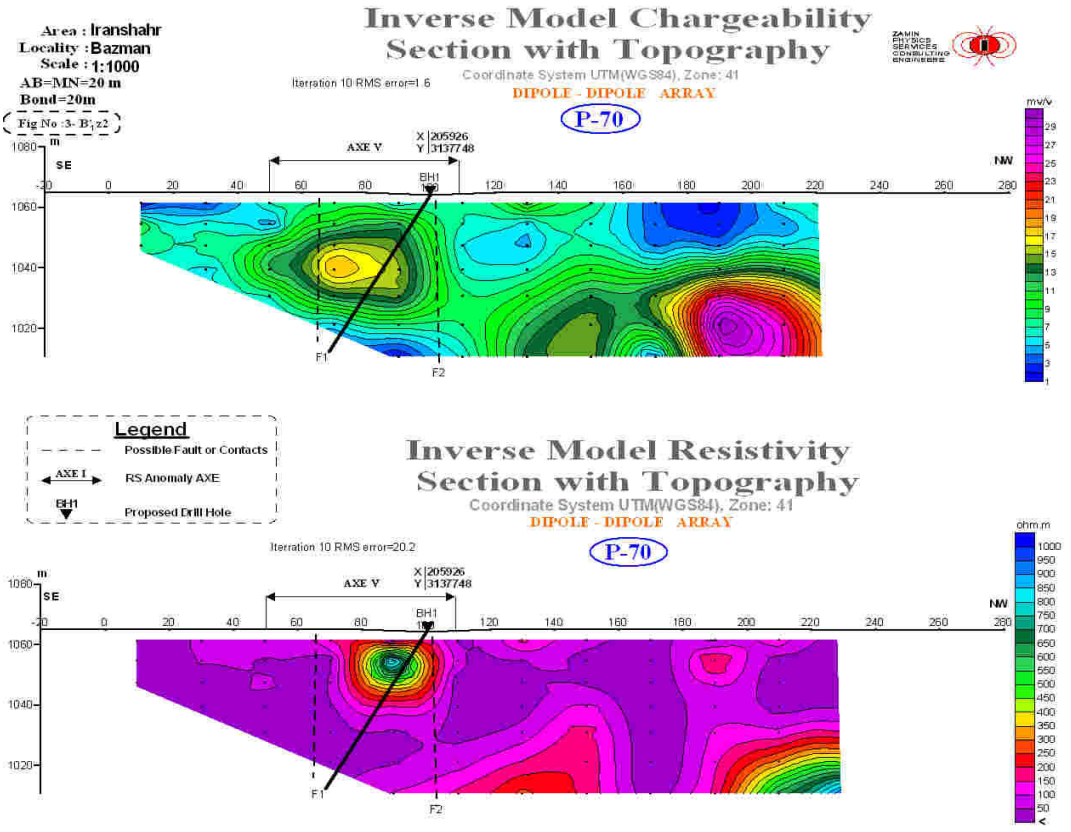 Area : Iranshahr
Locality : Bazman
Scale : 1:1000
AB=MN=20 m
Bond=20m
Inverse Model Chargeability
Section with Topography
Coordinate System UTM(WGS84), Zone: 41
DIPOLE - DIPOLE ARRAY
P-70
Iterration 10 RMS error=1.6
ZAMIN
PHYSICS
SERVICES
CONSULTING
ENGINEERS
X 205926
Y 3137748
AXE V
BH1
m
SE
NW
-20 0 20 40 60 80 100 120 140 160 180 200 220 240 260 280
1080
1060
1040
1020
F1
F2
mv/v
29
27
25
23
21
19
17
15
13
11
9
7
5
3
1
Legend
Possible Fault or Contacts
AXE I
RS Anomaly AXE
BH1
Proposed Drill Hole
Inverse Model Resistivity
Section with Topography
Coordinate System UTM(WGS84), Zone: 41
DIPOLE - DIPOLE ARRAY
P-70
Iterration 10 RMS error=20.2
X 205926
Y 3137748
AXE V
BH1
m
SE
NW
-20 0 20 40 60 80 100 120 140 160 180 200 220 240 260 280
1080
1060
1040
1020
F1
F2
ohm.m
1000
950
900
850
800
750
700
650
600
550
500
450
400
350
300
250
200
150
100
50
<